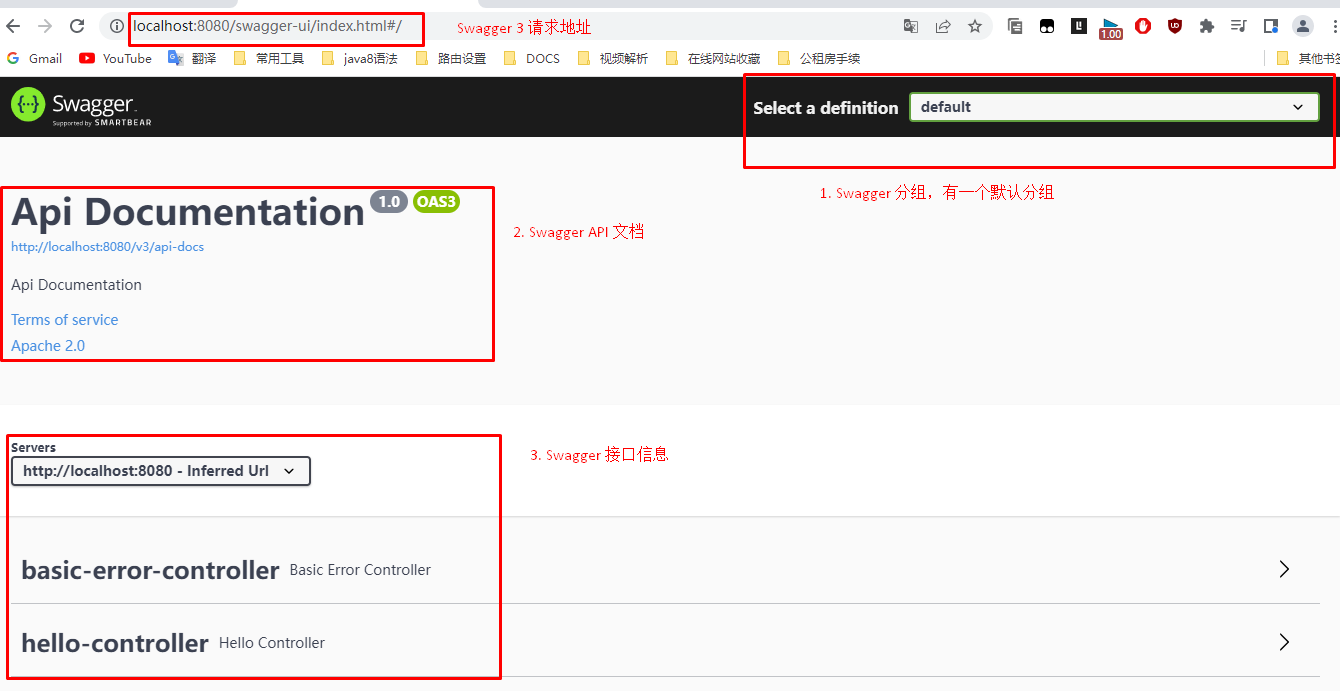 localhost:8080/swagger-ui/index.html#/
Swagger 3 请求地址
1.00
Gmail YouTube 翻译 常用工具 java8语法 路由设置 DOCS 视频解析 在线网站收藏 公租房手续 其他书签
Swagger.
Supported by SMARTBEAR
Select a definition default
1. Swagger 分组，有一个默认分组
Api Documentation 1.0 OAS3
2. Swagger API 文档
http://localhost:8080/v3/api-docs
Api Documentation
Terms of service
Apache 2.0
Servers
3. Swagger 接口信息
http://localhost:8080 - Inferred Url
basic-error-controller Basic Error Controller
hello-controller Hello Controller